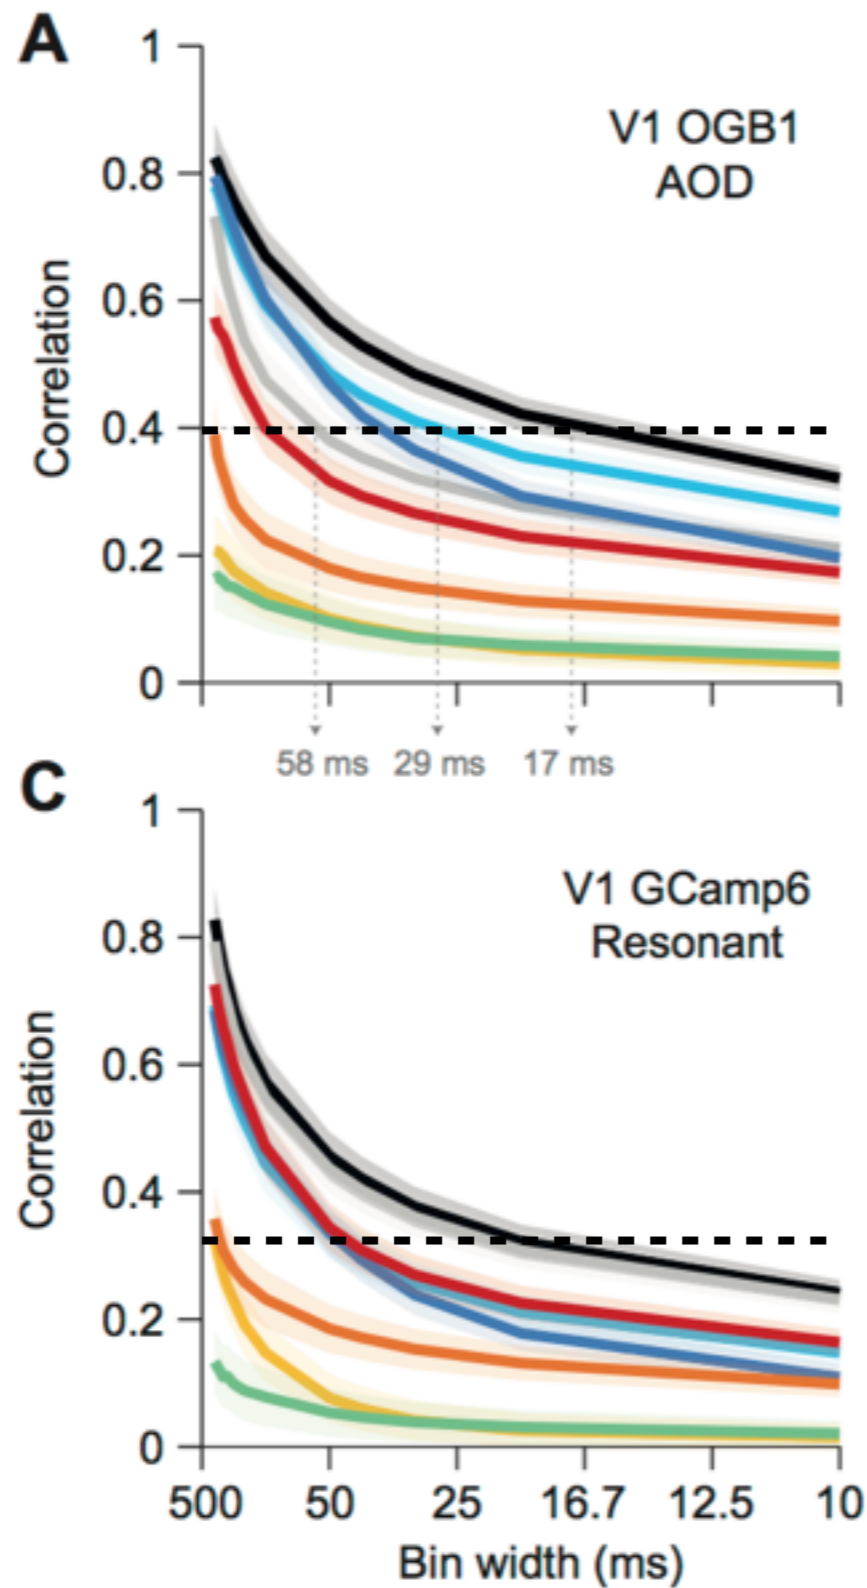 A
V1 OGB1
AOD
Correlation
1
0.8
0.6
0.4
0.2
0
58 ms 29 ms 17 ms
C
V1 GCamp6
Resonant
Correlation
1
0.8
0.6
0.4
0.2
0
500 50 25 16.7 12.5 10
Bin width (ms)